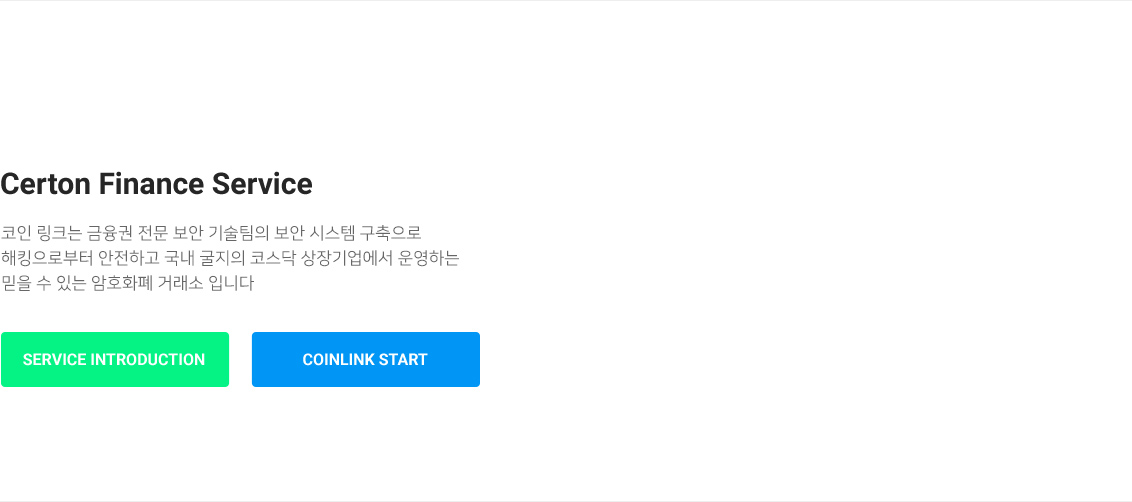 Certon Finance Service
코인 링크는 금융권 전문 보안 기술팀의 보안 시스템 구축으로
해킹으로부터 안전하고 국내 굴지의 코스닥 상장기업에서 운영하는
믿을 수 있는 암호화폐 거래소 입니다
SERVICE INTRODUCTION
COINLINK START